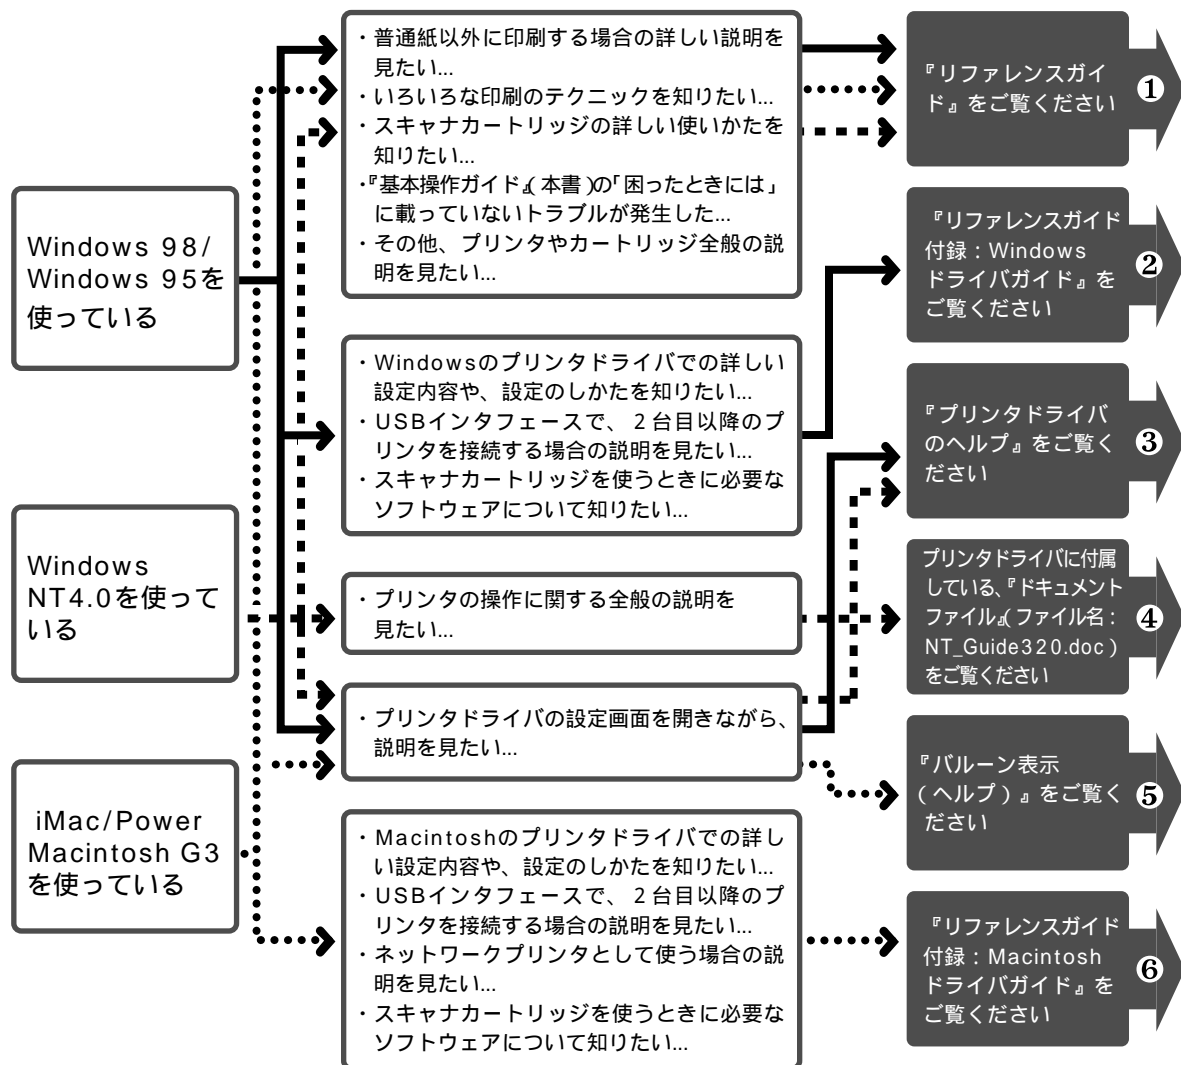 Windows 98/
Windows 95を
使っている
Windows
NT4.0を使って
いる
iMac/Power
Macintosh G3
を使っている
・普通紙以外に印刷する場合の詳しい説明を
見たい...
・いろいろな印刷のテクニックを知りたい...
・スキャナカートリッジの詳しい使いかたを
知りたい...
・『基本操作ガイド』(本書)の「困ったときには」
に載っていないトラブルが発生した...
・その他、プリンタやカートリッジ全般の説
明を見たい...
・Windowsのプリンタドライバでの詳しい
設定内容や、設定のしかたを知りたい...
・USBインタフェースで、2台目以降のプ
リンタを接続する場合の説明を見たい...
・スキャナカートリッジを使うときに必要な
ソフトウェアについて知りたい...
・プリンタの操作に関する全般の説明を
見たい...
・プリンタドライバの設定画面を開きながら、
説明を見たい...
・Macintoshのプリンタドライバでの詳し
い設定内容や、設定のしかたを知りたい...
・USBインタフェースで、2台目以降のプ
リンタを接続する場合の説明を見たい...
・ネットワークプリンタとして使う場合の説
明を見たい...
・スキャナカートリッジを使うときに必要な
ソフトウェアについて知りたい...
『リファレンスガイ
ド』をご覧ください
❶
『リファレンスガイド
付録:Windows
ドライバガイド』を
ご覧ください
❷
『プリンタドライバ
のヘルプ』をご覧く
ださい
❸
プリンタドライバに付属
している、『ドキュメント
ファイル』(ファイル名:
NT_Guide320.doc)
をご覧ください
❹
『バルーン表示
(ヘルプ)』をご覧く
ださい
❺
『リファレンスガイド
付録:Macintosh
ドライバガイド』を
ご覧ください
❻